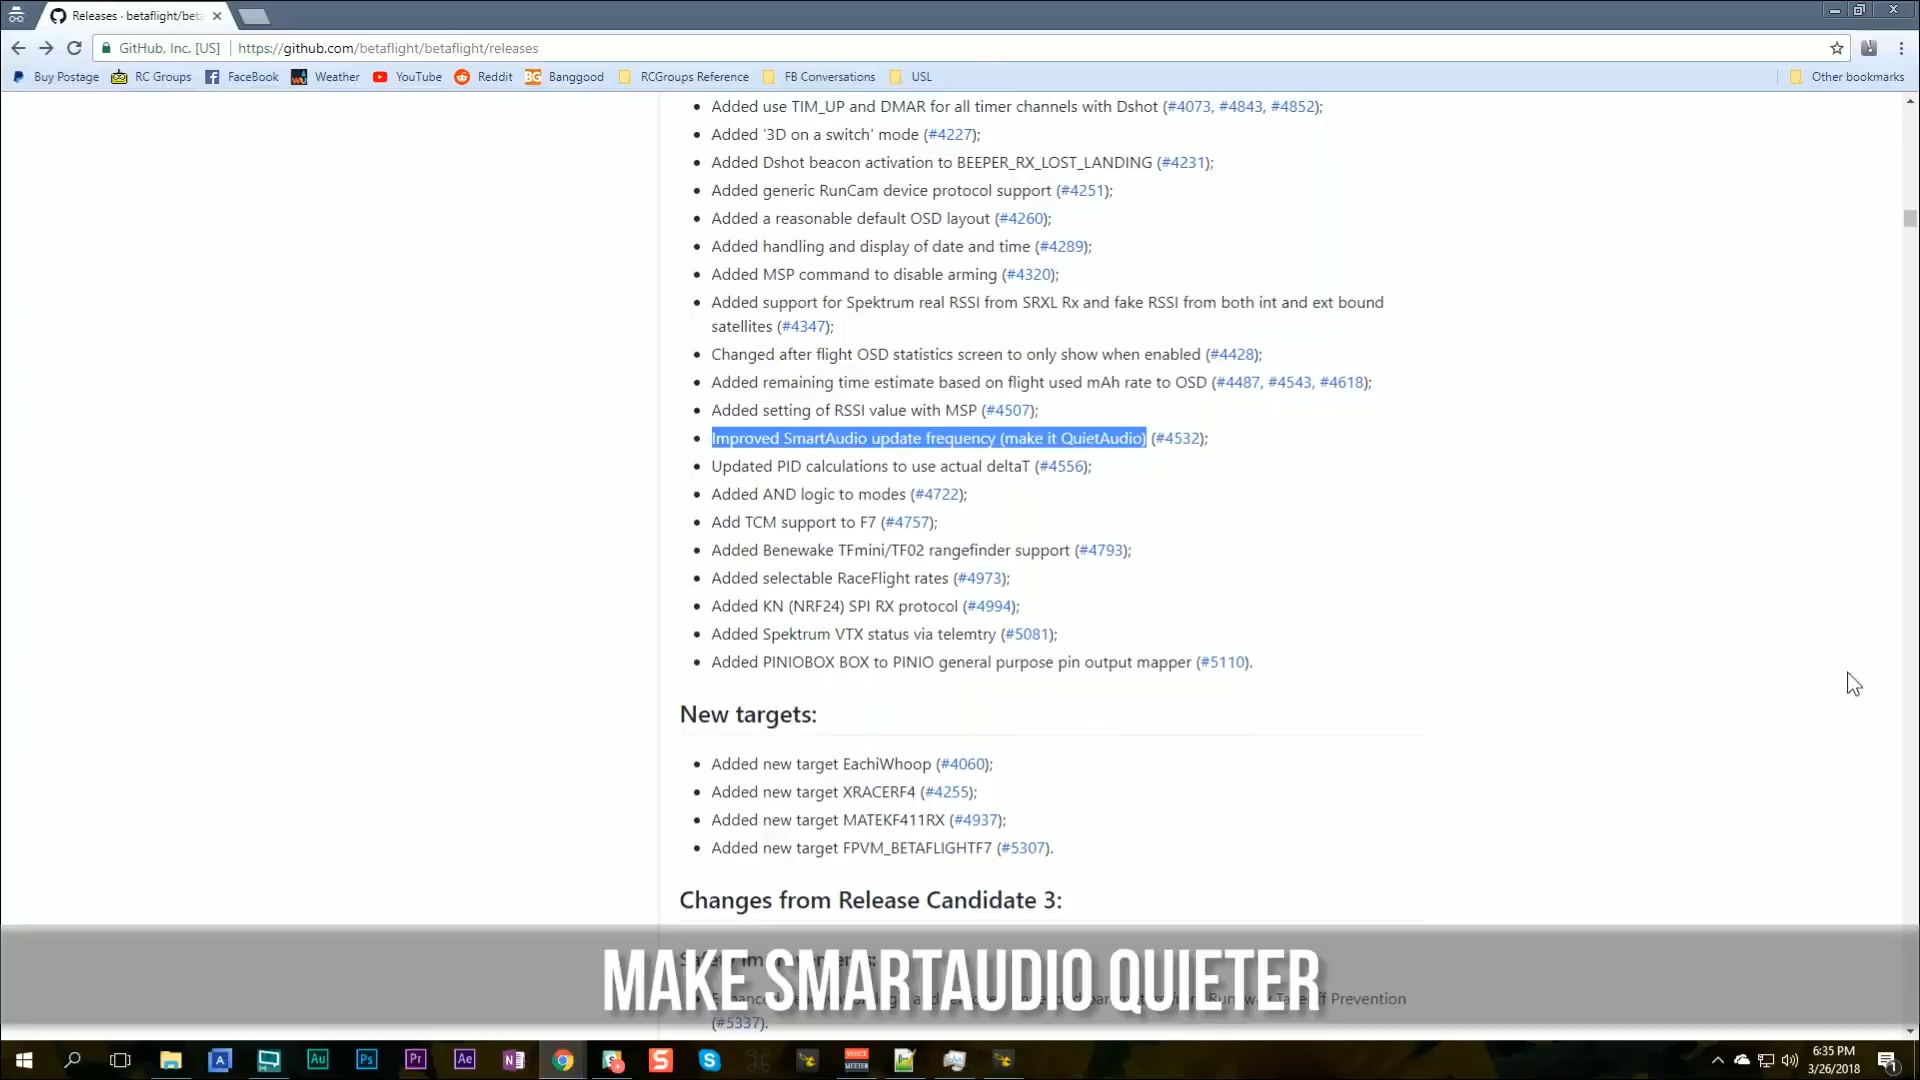 Releases · betaflight/beta
GitHub, Inc. [US]
https://github.com/betaflight/betaflight/releases
Buy Postage
RC Groups
FaceBook
Weather
YouTube
Reddit
BG
Banggood
RCGroups Reference
FB Conversations
USL
Other bookmarks
Added use TIM_UP and DMAR for all timer channels with Dshot (#4073, #4843, #4852);
Added '3D on a switch' mode (#4227);
Added Dshot beacon activation to BEEPER_RX_LOST_LANDING (#4231);
Added generic RunCam device protocol support (#4251);
Added a reasonable default OSD layout (#4260);
Added handling and display of date and time (#4289);
Added MSP command to disable arming (#4320);
Added support for Spektrum real RSSI from SRXL Rx and fake RSSI from both int and ext bound
satellites (#4347);
Changed after flight OSD statistics screen to only show when enabled (#4428);
Added remaining time estimate based on flight used mAh rate to OSD (#4487, #4543, #4618);
Added setting of RSSI value with MSP (#4507);
Improved SmartAudio update frequency (make it QuietAudio) (#4532);
Updated PID calculations to use actual deltaT (#4556);
Added AND logic to modes (#4722);
Add TCM support to F7 (#4757);
Added Benewake TFmini/TF02 rangefinder support (#4793);
Added selectable RaceFlight rates (#4973);
Added KN (NRF24) SPI RX protocol (#4994);
Added Spektrum VTX status via telemtry (#5081);
Added PINIOBOX BOX to PINIO general purpose pin output mapper (#5110).
New targets:
Added new target EachiWhoop (#4060);
Added new target XRACERF4 (#4255);
Added new target MATEKF411RX (#4937);
Added new target FPVM_BETAFLIGHTF7 (#5307).
Changes from Release Candidate 3:
MAKE SMARTAUDIO QUIETER
Prevention
(#5337).
Au
Ps
Pr
Ae
6:35 PM
3/26/2018